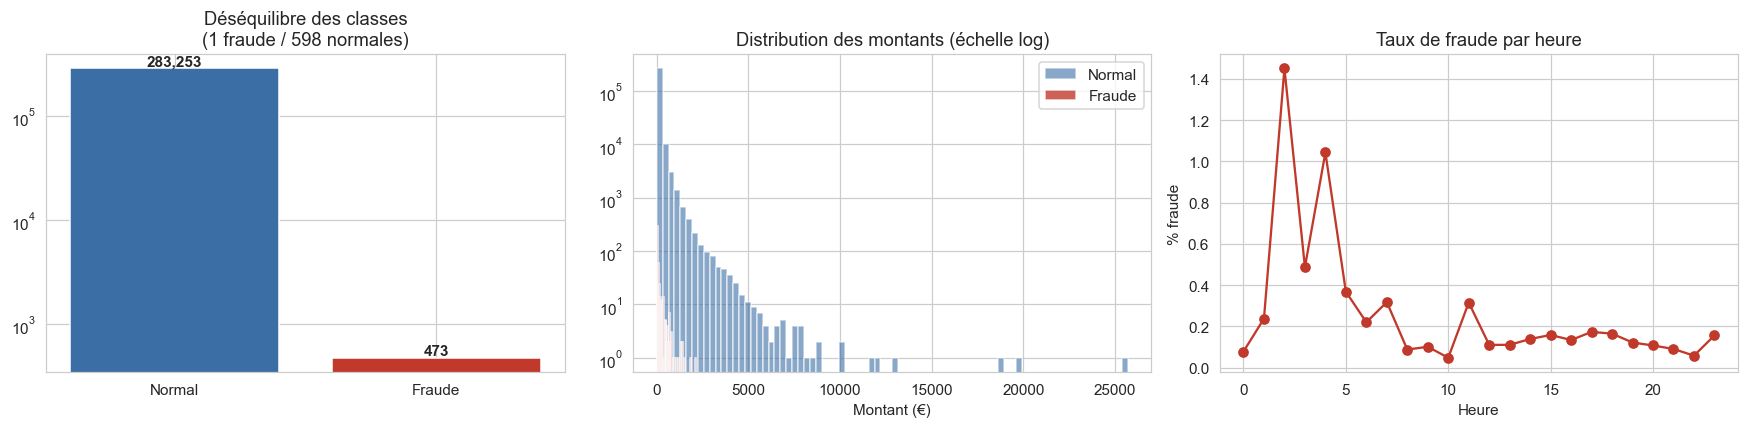 Déséquilibre des classes
(1 fraude / 598 normales)
283,253
473
10^5
10^4
10^3
Normal
Fraude
Distribution des montants (échelle log)
Normal
Fraude
10^5
10^4
10^3
10^2
10^1
10^0
0 5000 10000 15000 20000 25000
Montant (€)
Taux de fraude par heure
% fraude
1.4
1.2
1.0
0.8
0.6
0.4
0.2
0.0
0 5 10 15 20
Heure